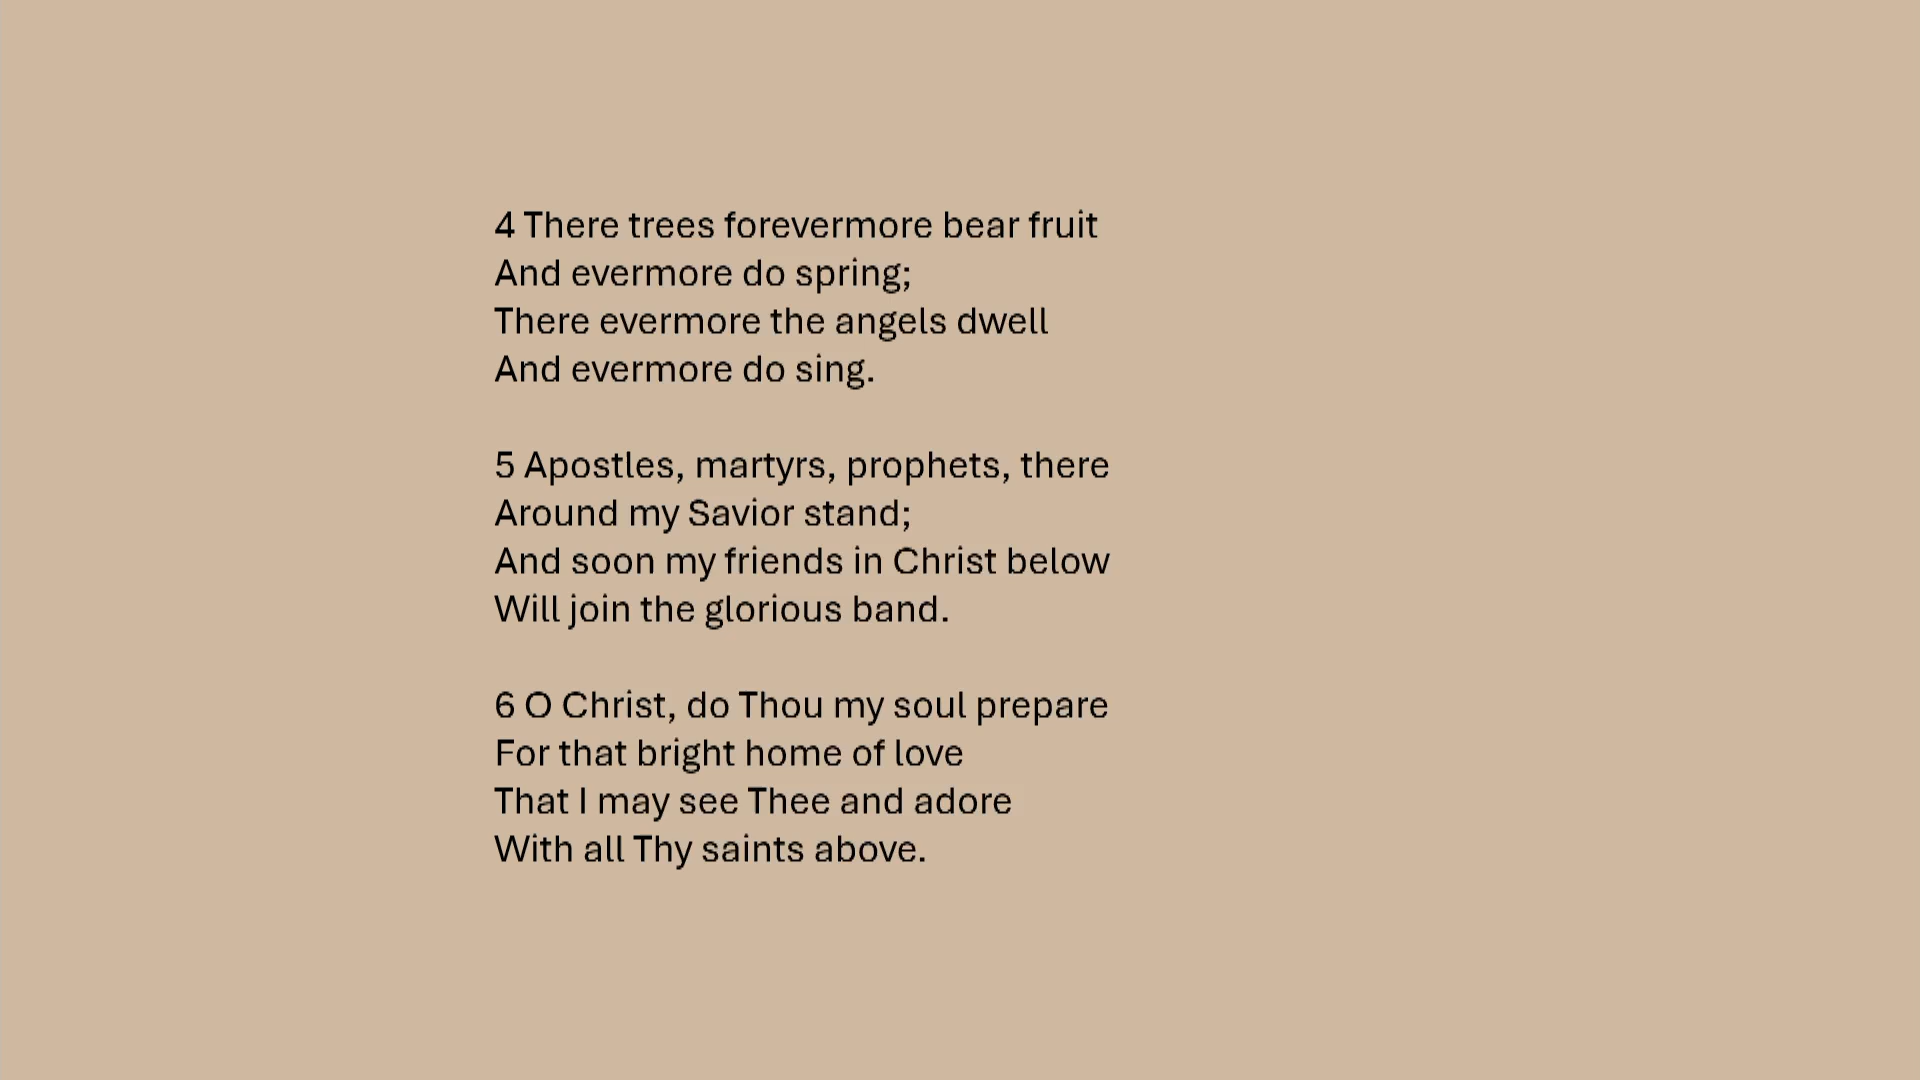 4 There trees forevermore bear fruit
And evermore do spring;
There evermore the angels dwell
And evermore do sing.
5 Apostles, martyrs, prophets, there
Around my Savior stand;
And soon my friends in Christ below
Will join the glorious band.
6 O Christ, do Thou my soul prepare
For that bright home of love
That I may see Thee and adore
With all Thy saints above.